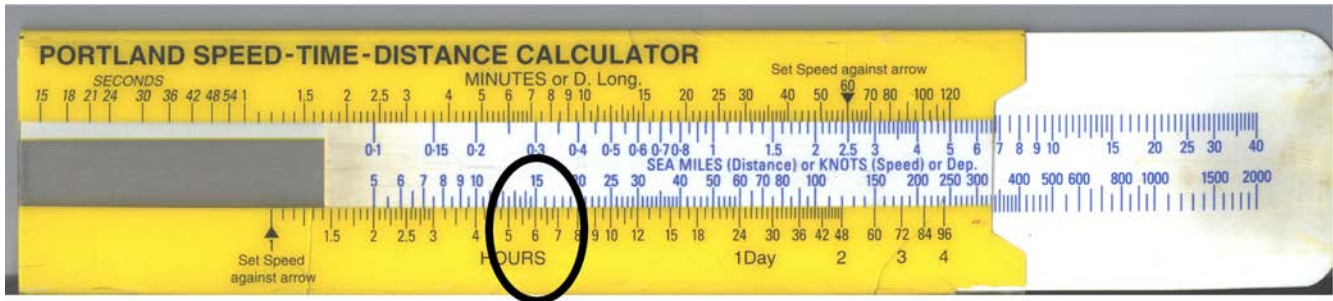 PORTLAND SPEED-TIME-DISTANCE CALCULATOR
SECONDS MINUTES or D. Long. Set Speed against arrow
15 18 21 24 30 36 42 48 54 1 1.5 2 2.5 3 4 5 6 7 8 9 10 15 20 25 30 40 50 60 70 80 100 120
0·1 0·15 0·2 0·3 0·4 0·5 0·6 0·7 0·8 1 1.5 2 2.5 3 4 5 6 7 8 9 10 15 20 25 30 40
SEA MILES (Distance) or KNOTS (Speed) or Dep.
5 6 7 8 9 10 15 20 25 30 40 50 60 70 80 100 150 200 250 300 400 500 600 800 1000 1500 2000
1 1.5 2 2.5 3 4 5 6 7 8 9 10 12 15 18 24 30 36 42 48 60 72 84 96
Set Speed HOURS 1Day 2 3 4
against arrow